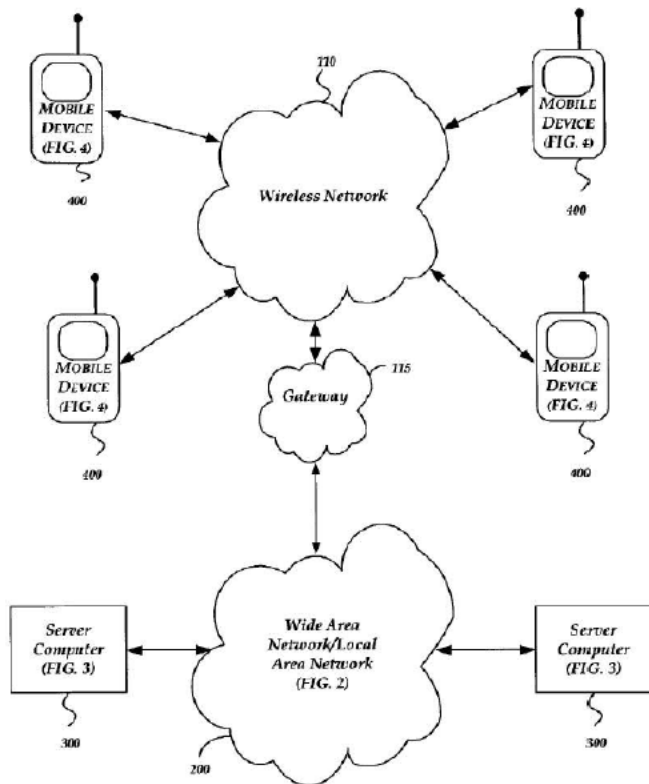 110
MOBILE
DEVICE
(FIG. 4)
400
MOBILE
DEVICE
(FIG. 4)
400
Wireless Network
MOBILE
DEVICE
(FIG. 4)
400
115
Gateway
MOBILE
DEVICE
(FIG. 4)
400
Server
Computer
(FIG. 3)
300
Wide Area
Network/Local
Area Network
(FIG. 2)
200
Server
Computer
(FIG. 3)
300